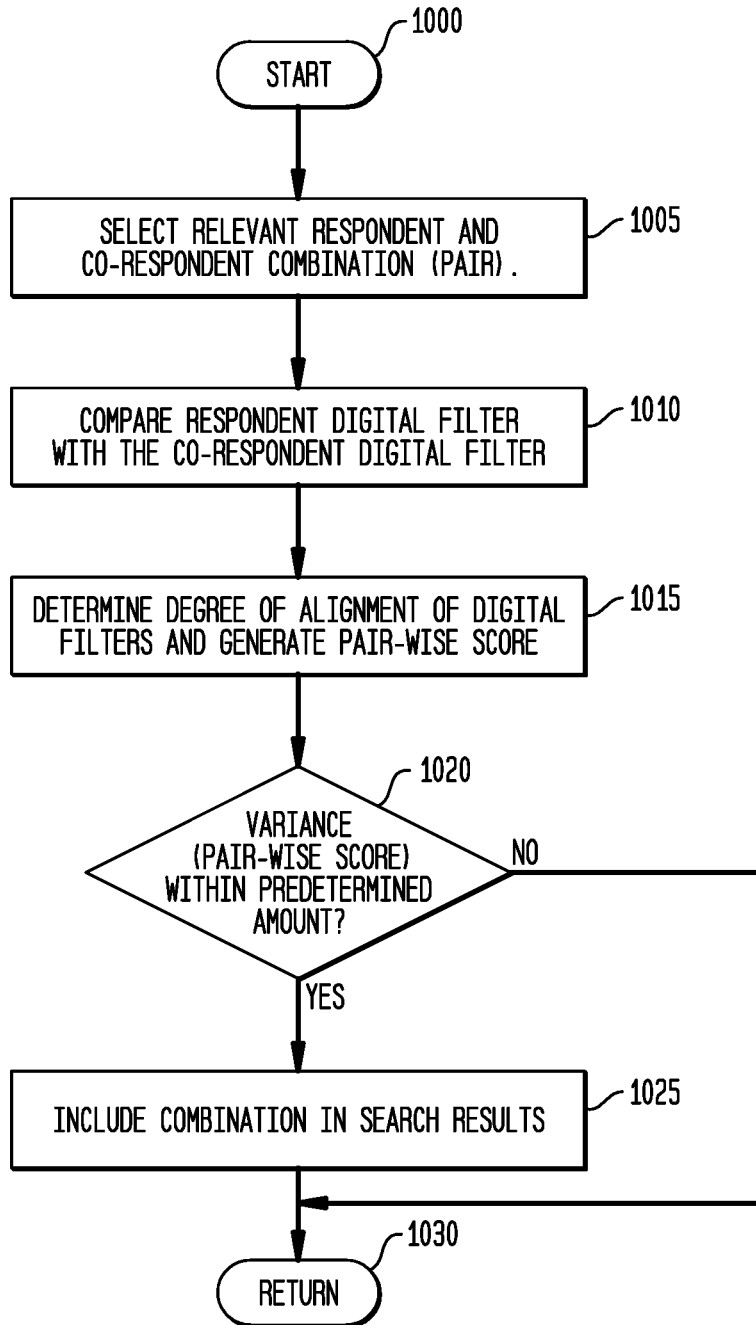 1000
START
SELECT RELEVANT RESPONDENT AND
CO-RESPONDENT COMBINATION (PAIR).
1005
COMPARE RESPONDENT DIGITAL FILTER
WITH THE CO-RESPONDENT DIGITAL FILTER
1010
DETERMINE DEGREE OF ALIGNMENT OF DIGITAL
FILTERS AND GENERATE PAIR-WISE SCORE
1015
1020
VARIANCE
(PAIR-WISE SCORE)
WITHIN PREDETERMINED
AMOUNT?
NO
YES
INCLUDE COMBINATION IN SEARCH RESULTS
1025
1030
RETURN